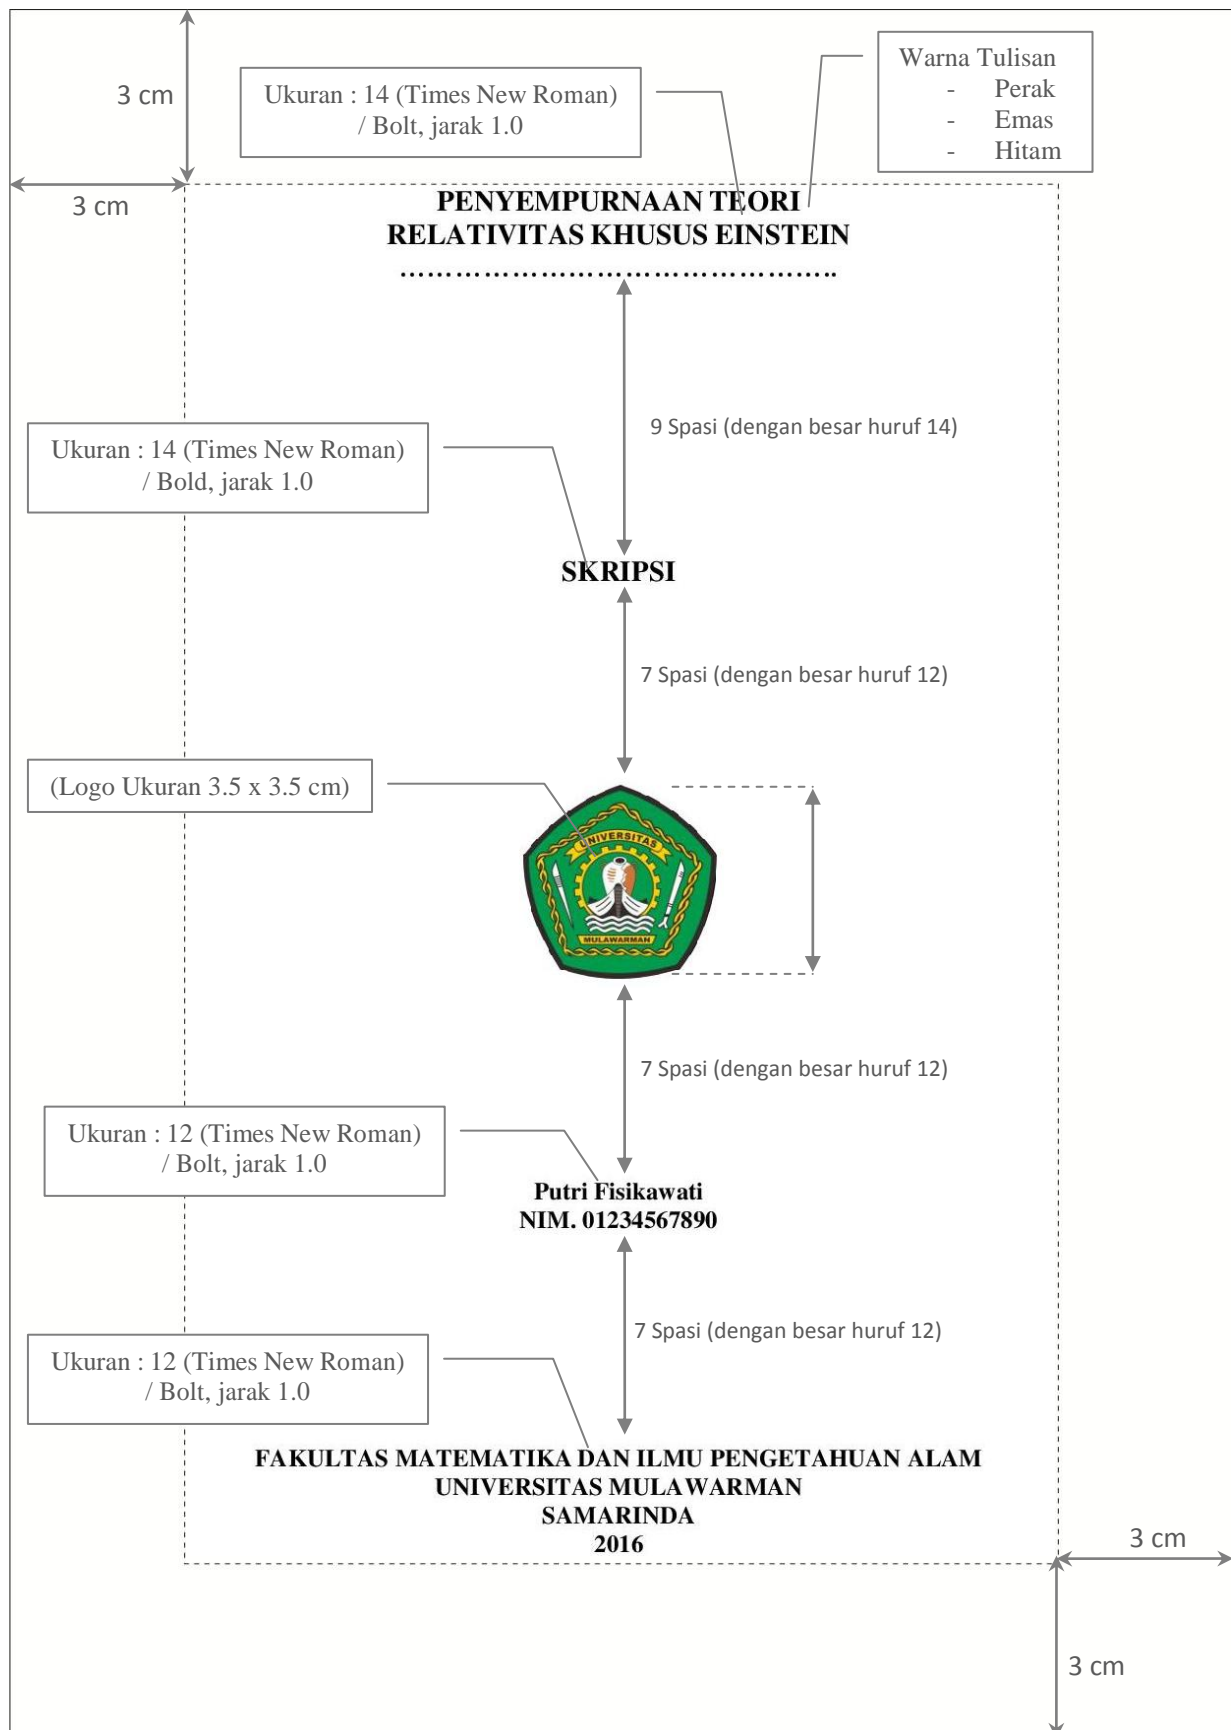 Warna Tulisan
- Perak
- Emas
- Hitam
3 cm
Ukuran : 14 (Times New Roman)
/ Bolt, jarak 1.0
3 cm
PENYEMPURNAAN TEORI
RELATIVITAS KHUSUS EINSTEIN
………………………………………..
9 Spasi (dengan besar huruf 14)
Ukuran : 14 (Times New Roman)
/ Bold, jarak 1.0
SKRIPSI
7 Spasi (dengan besar huruf 12)
(Logo Ukuran 3.5 x 3.5 cm)
UNIVERSITAS
MULAWARMAN
7 Spasi (dengan besar huruf 12)
Ukuran : 12 (Times New Roman)
/ Bolt, jarak 1.0
Putri Fisikawati
NIM. 01234567890
7 Spasi (dengan besar huruf 12)
Ukuran : 12 (Times New Roman)
/ Bolt, jarak 1.0
FAKULTAS MATEMATIKA DAN ILMU PENGETAHUAN ALAM
UNIVERSITAS MULAWARMAN
SAMARINDA
2016
3 cm
3 cm